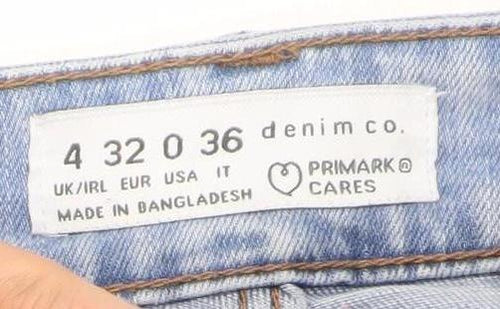 4 32 0 36 denim co.
UK/IRL EUR USA IT PRIMARK®
MADE IN BANGLADESH CARES